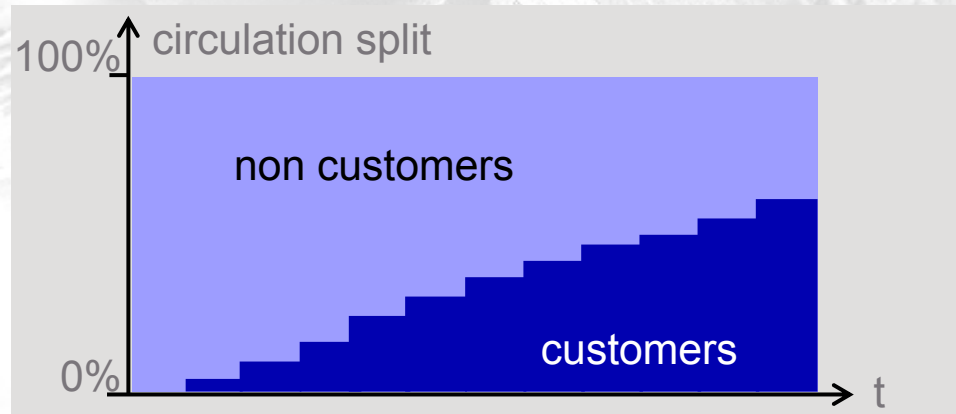 circulation split
100%
non customers
customers
0%
t